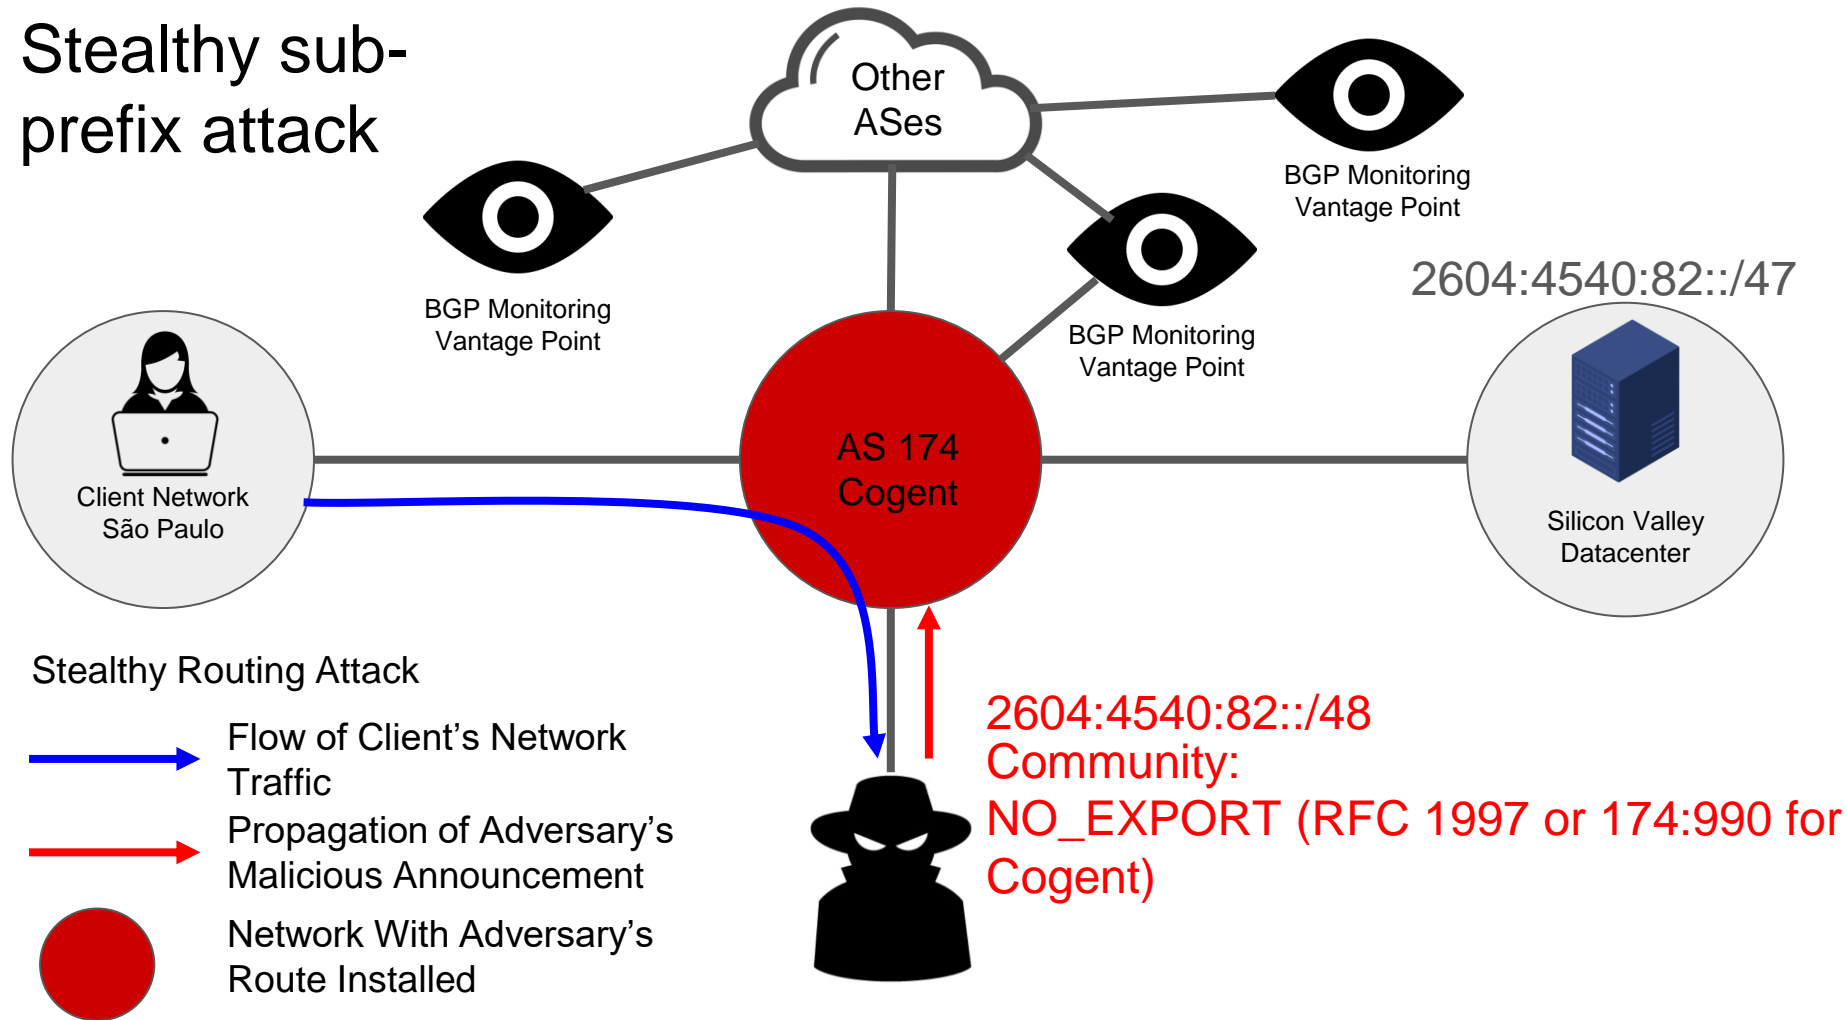 Stealthy sub-
prefix attack
Other
ASes
BGP Monitoring
Vantage Point
BGP Monitoring
Vantage Point
BGP Monitoring
Vantage Point
2604:4540:82::/47
Client Network
São Paulo
AS 174
Cogent
Silicon Valley
Datacenter
Stealthy Routing Attack
Flow of Client’s Network
Traffic
Propagation of Adversary’s
Malicious Announcement
Network With Adversary’s
Route Installed
2604:4540:82::/48
Community:
NO_EXPORT (RFC 1997 or 174:990 for
Cogent)